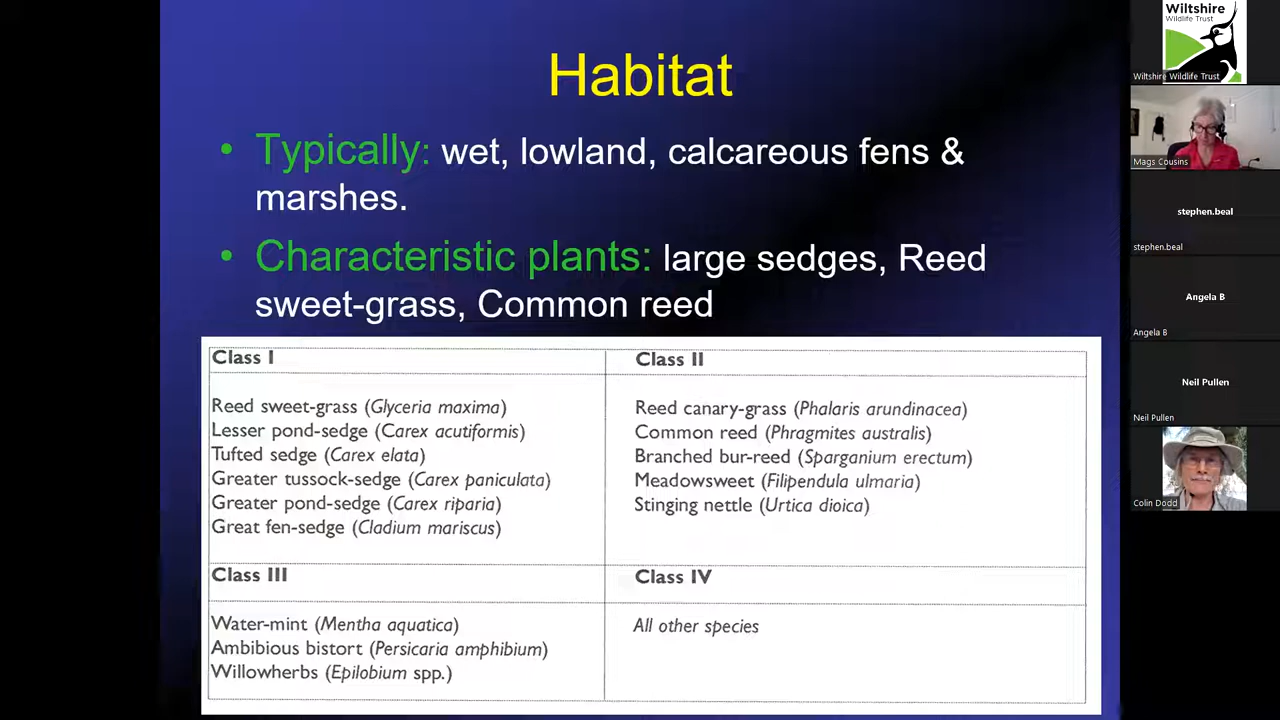 Habitat
• Typically: wet, lowland, calcareous fens &
marshes.
• Characteristic plants: large sedges, Reed
sweet-grass, Common reed
Class I
Reed sweet-grass (Glyceria maxima)
Lesser pond-sedge (Carex acutiformis)
Tufted sedge (Carex elata)
Greater tussock-sedge (Carex paniculata)
Greater pond-sedge (Carex riparia)
Great fen-sedge (Cladium mariscus)
Class II
Reed canary-grass (Phalaris arundinacea)
Common reed (Phragmites australis)
Branched bur-reed (Sparganium erectum)
Meadowsweet (Filipendula ulmaria)
Stinging nettle (Urtica dioica)
Class III
Water-mint (Mentha aquatica)
Ambibious bistort (Persicaria amphibium)
Willowherbs (Epilobium spp.)
Class IV
All other species
Wiltshire
Wildlife Trust
Wiltshire Wildlife Trust
Mags Cousins
stephen.beal
stephen.beal
Angela B
Angela B
Neil Pullen
Neil Pullen
Colin Dodd